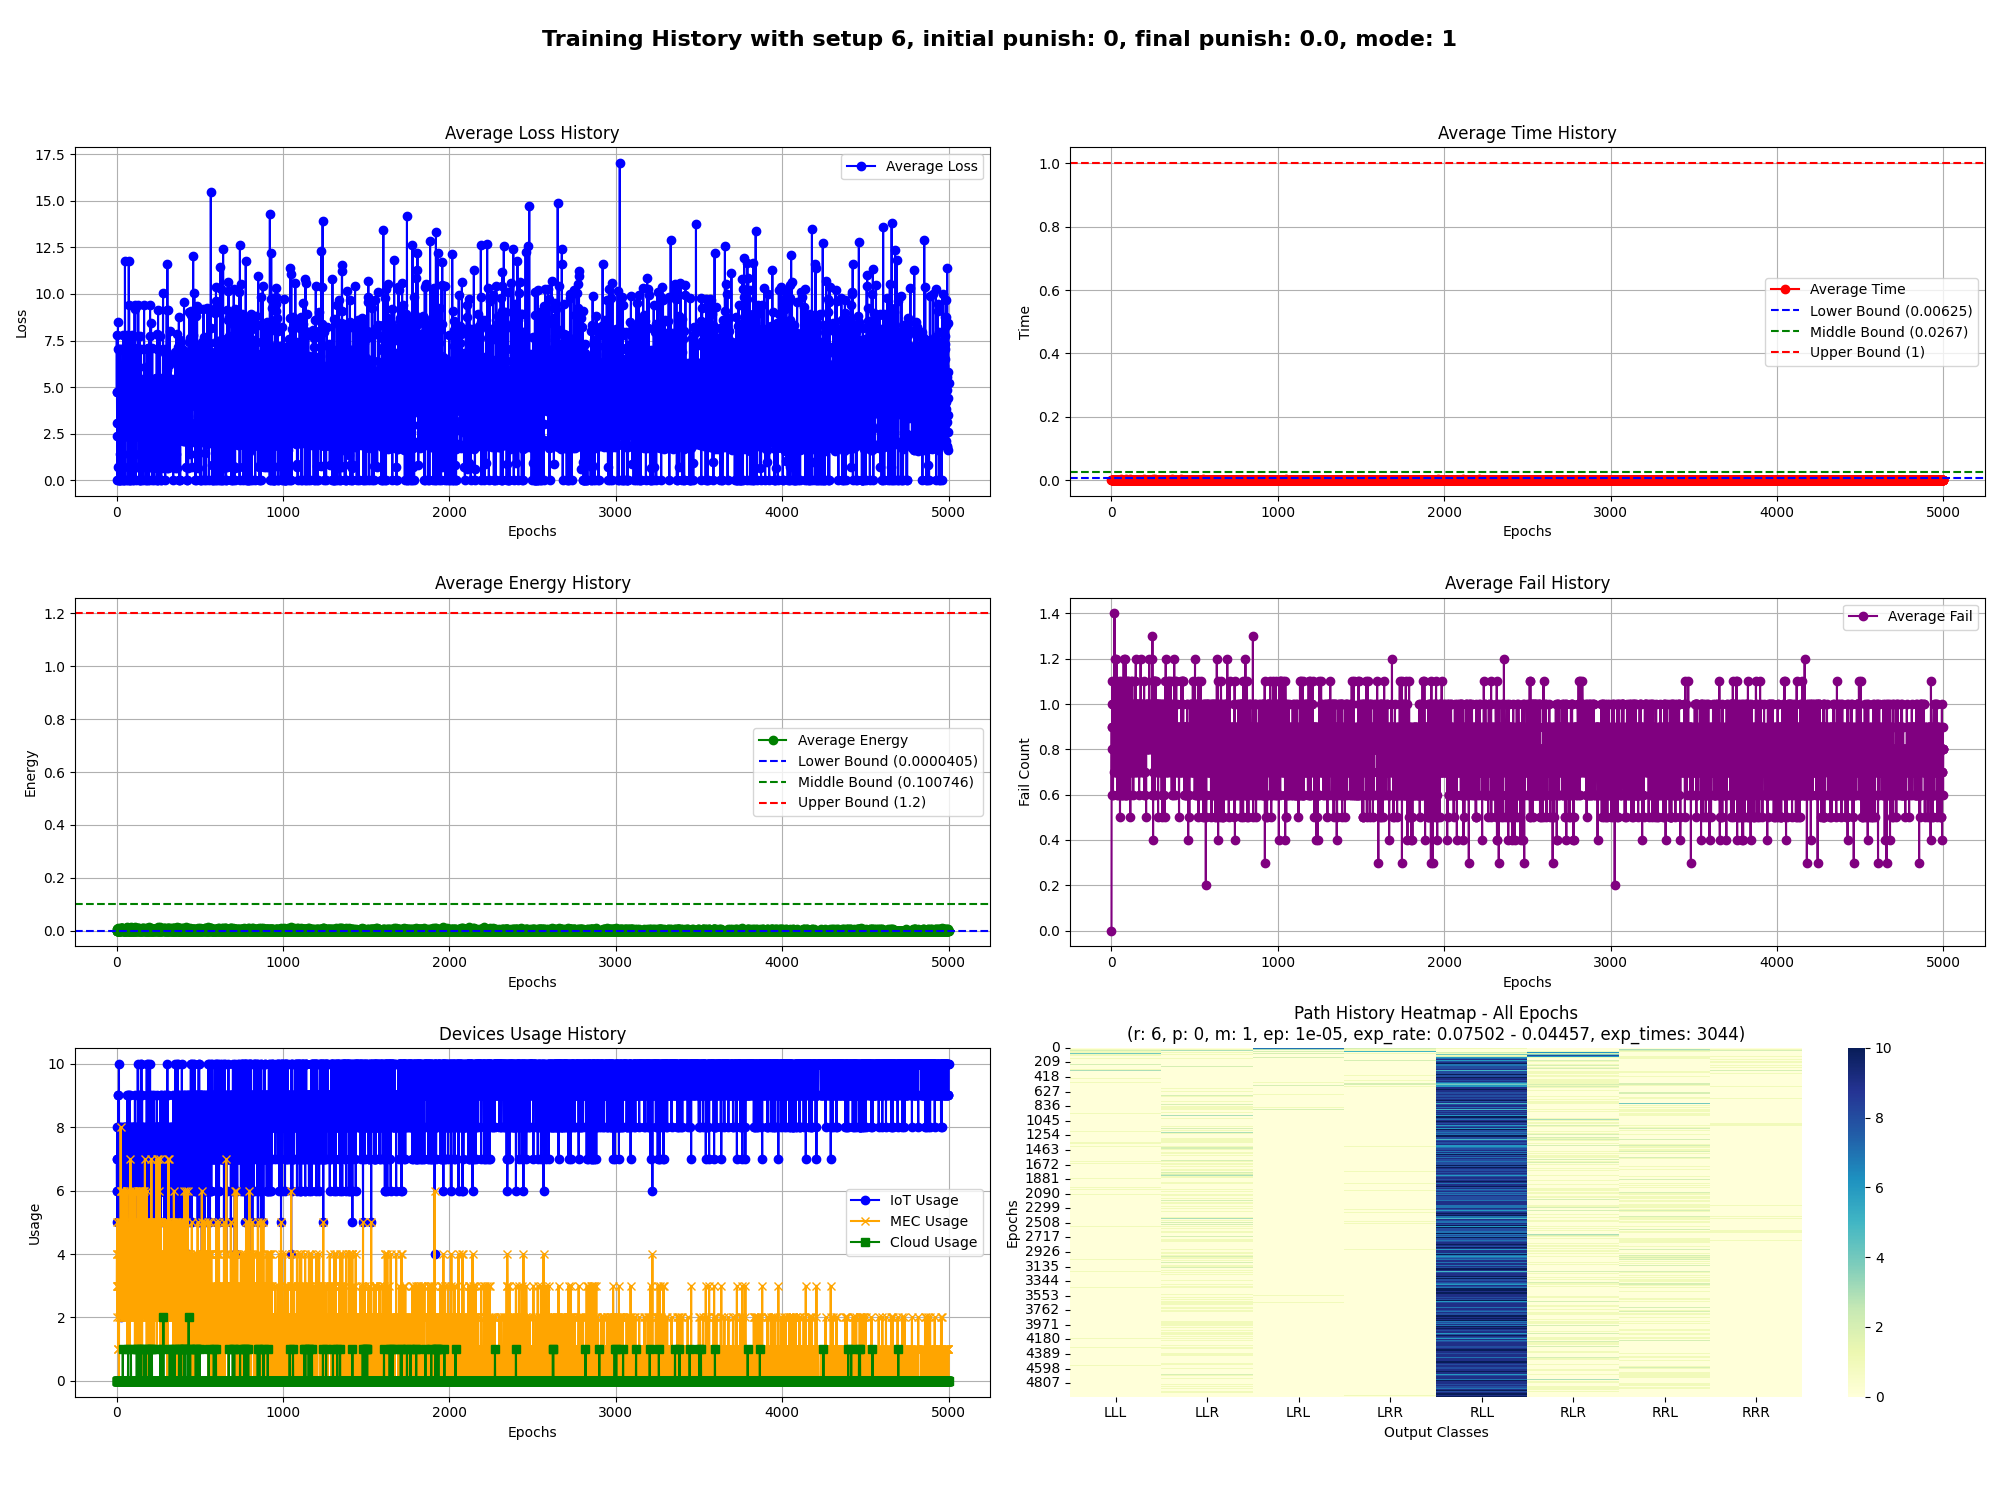 Training History with setup 6, initial punish: 0, final punish: 0.0, mode: 1
Average Loss History
17.5
15.0
12.5
10.0
7.5
5.0
2.5
0.0
Loss
Average Loss
0 1000 2000 3000 4000 5000
Epochs
Average Time History
1.0
0.8
0.6
0.4
0.2
0.0
Time
Average Time
Lower Bound (0.00625)
Middle Bound (0.0267)
Upper Bound (1)
0 1000 2000 3000 4000 5000
Epochs
Average Energy History
1.2
1.0
0.8
0.6
0.4
0.2
0.0
Energy
Average Energy
Lower Bound (0.0000405)
Middle Bound (0.100746)
Upper Bound (1.2)
0 1000 2000 3000 4000 5000
Epochs
Average Fail History
1.4
1.2
1.0
0.8
0.6
0.4
0.2
0.0
Fail Count
Average Fail
0 1000 2000 3000 4000 5000
Epochs
Devices Usage History
10
8
6
4
2
0
Usage
IoT Usage
MEC Usage
Cloud Usage
0 1000 2000 3000 4000 5000
Epochs
Path History Heatmap - All Epochs
(r: 6, p: 0, m: 1, ep: 1e-05, exp_rate: 0.07502 - 0.04457, exp_times: 3044)
0
209
418
627
836
1045
1254
1463
1672
1881
2090
2299
2508
2717
2926
3135
3344
3553
3762
3971
4180
4389
4598
4807
Epochs
LLL LLR LRL LRR RLL RLR RRL RRR
Output Classes
10
8
6
4
2
0